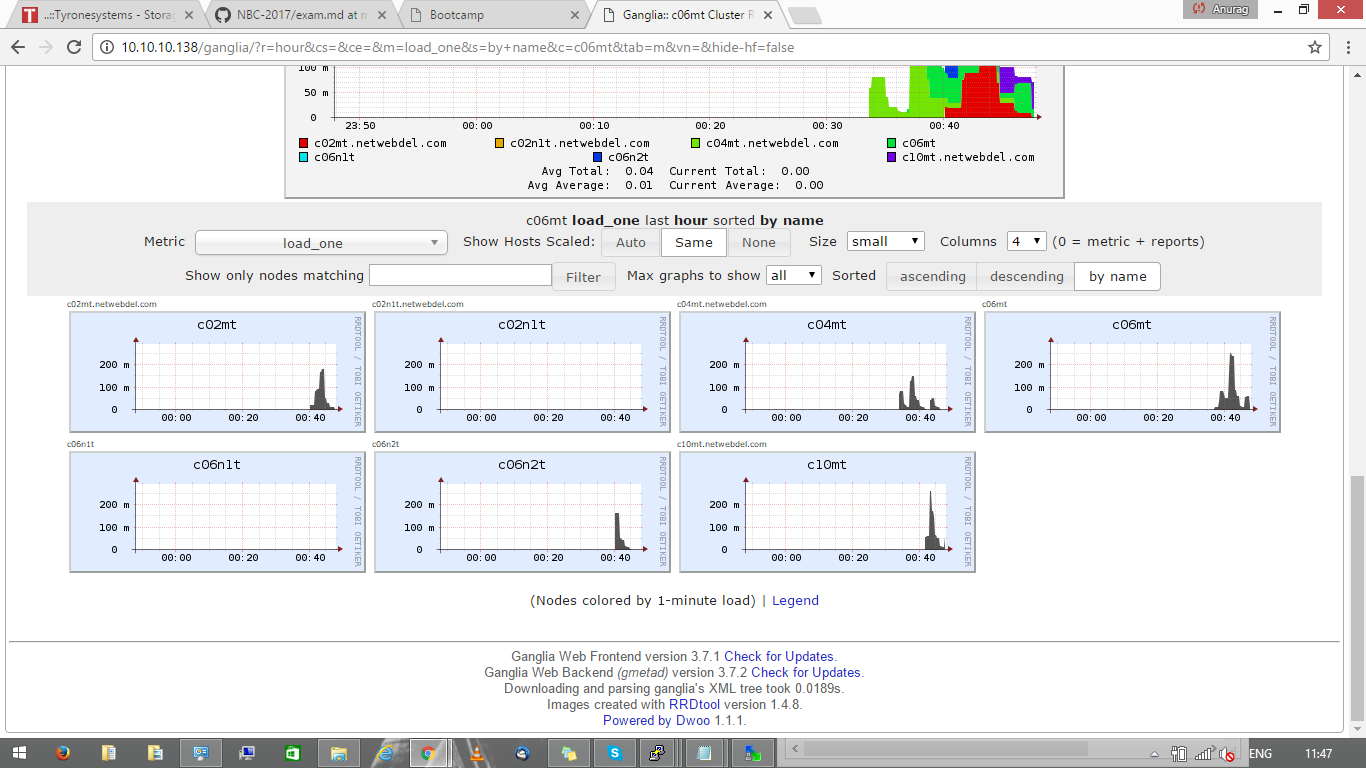 ..::Tyronesystems - Storag
NBC-2017/exam.md at m
Bootcamp
Ganglia:: c06mt Cluster R
Anurag
10.10.10.138/ganglia/?r=hour&cs=&ce=&m=load_one&s=by+name&c=c06mt&tab=m&vn=&hide-hf=false
100 m
50 m
0
23:50 00:00 00:10 00:20 00:30 00:40
c02mt.netwebdel.com c02n1t.netwebdel.com c04mt.netwebdel.com c06mt
c06n1t c06n2t c10mt.netwebdel.com
Avg Total: 0.04 Current Total: 0.00
Avg Average: 0.01 Current Average: 0.00
c06mt load_one last hour sorted by name
Metric load_one Show Hosts Scaled: Auto Same None Size small Columns 4 (0 = metric + reports)
Show only nodes matching Filter Max graphs to show all Sorted ascending descending by name
c02mt.netwebdel.com
c02mt
200 m
100 m
0
00:00 00:20 00:40
RRDTOOL / TOBI OETIKER
c02n1t.netwebdel.com
c02n1t
200 m
100 m
0
00:00 00:20 00:40
RRDTOOL / TOBI OETIKER
c04mt.netwebdel.com
c04mt
200 m
100 m
0
00:00 00:20 00:40
RRDTOOL / TOBI OETIKER
c06mt
c06mt
200 m
100 m
0
00:00 00:20 00:40
RRDTOOL / TOBI OETIKER
c06n1t
c06n1t
200 m
100 m
0
00:00 00:20 00:40
RRDTOOL / TOBI OETIKER
c06n2t
c06n2t
200 m
100 m
0
00:00 00:20 00:40
RRDTOOL / TOBI OETIKER
c10mt.netwebdel.com
c10mt
200 m
100 m
0
00:00 00:20 00:40
RRDTOOL / TOBI OETIKER
(Nodes colored by 1-minute load) | Legend
Ganglia Web Frontend version 3.7.1 Check for Updates.
Ganglia Web Backend (gmetad) version 3.7.2 Check for Updates.
Downloading and parsing ganglia's XML tree took 0.0189s.
Images created with RRDtool version 1.4.8.
Powered by Dwoo 1.1.1.
ENG 11:47